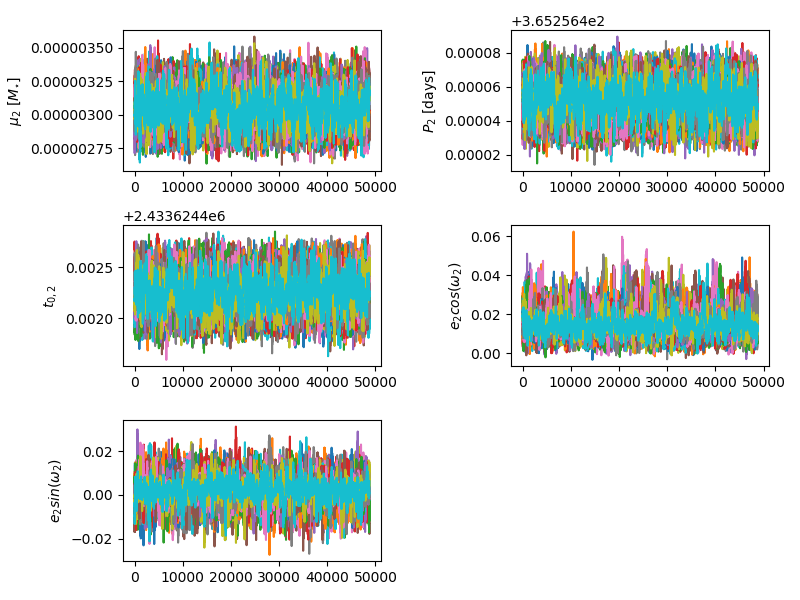 0.00000350
0.00000325
0.00000300
0.00000275
μ₂ [M⋆]
0 10000 20000 30000 40000 50000
+3.652564e2
0.00008
0.00006
0.00004
0.00002
P₂ [days]
0 10000 20000 30000 40000 50000
+2.4336244e6
0.0025
0.0020
t₀,₂
0 10000 20000 30000 40000 50000
0.06
0.04
0.02
0.00
e₂cos(ω₂)
0 10000 20000 30000 40000 50000
0.02
0.00
−0.02
e₂sin(ω₂)
0 10000 20000 30000 40000 50000